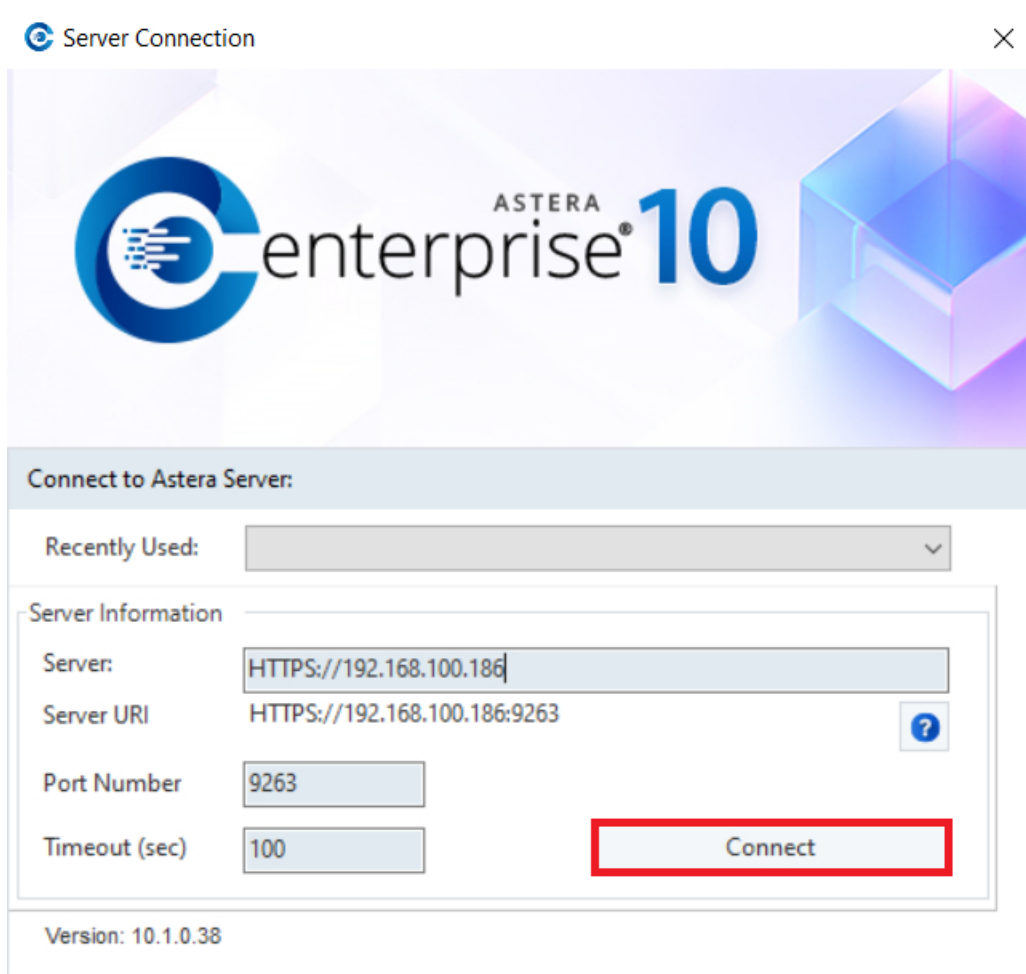 Server Connection
ASTERA
enterprise® 10
Connect to Astera Server:
Recently Used:
Server Information
Server: HTTPS://192.168.100.186
Server URI HTTPS://192.168.100.186:9263
?
Port Number 9263
Timeout (sec) 100 Connect
Version: 10.1.0.38